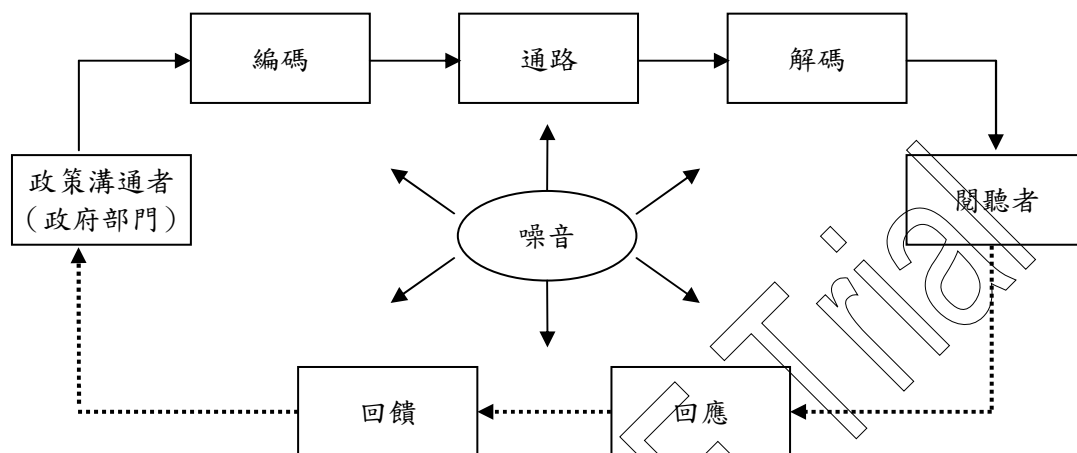 編碼
通路
解碼
政策溝通者
（政府部門）
閱聽者
噪音
回饋
回應
Trial